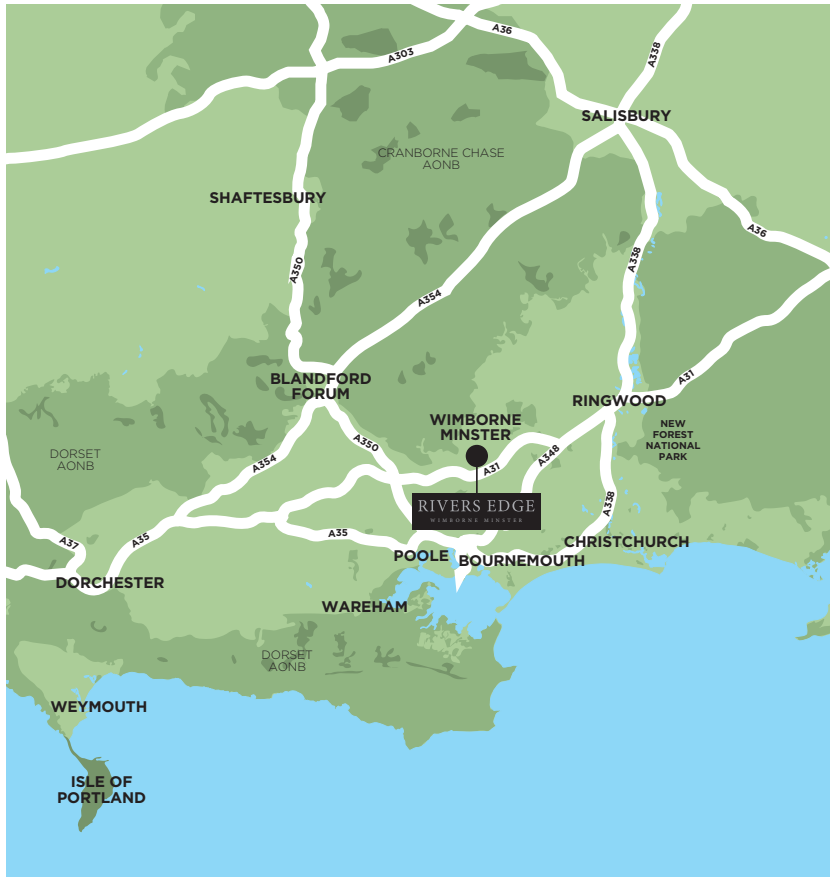 A36
A338
A303
SALISBURY
CRANBORNE CHASE
AONB
SHAFTESBURY
A36
A338
A350
A354
BLANDFORD
FORUM
A31
RINGWOOD
WIMBORNE
MINSTER
NEW
FOREST
NATIONAL
PARK
A350
A348
DORSET
AONB
A354
A31
RIVERS EDGE
WIMBORNE MINSTER
A338
A35
A35
A37
CHRISTCHURCH
POOLE
BOURNEMOUTH
DORCHESTER
WAREHAM
DORSET
AONB
WEYMOUTH
ISLE OF
PORTLAND